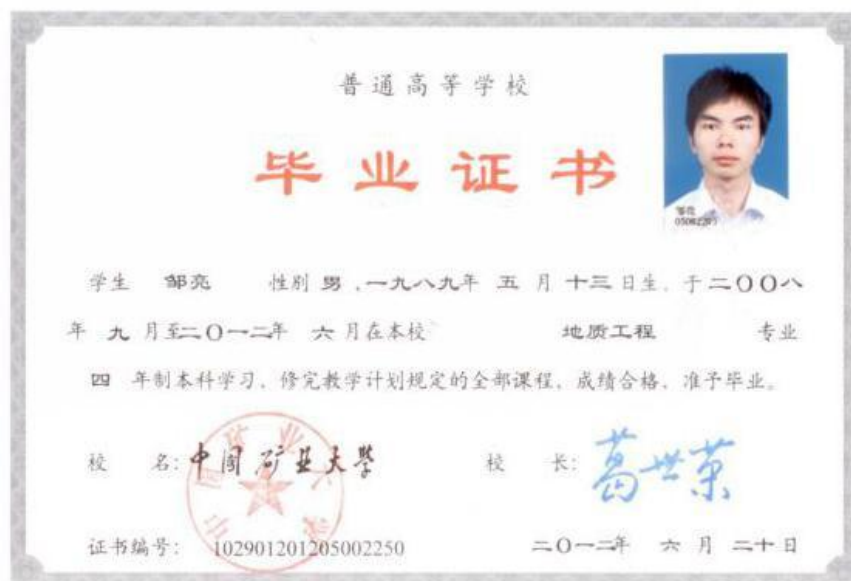 普通高等学校
毕业证书
学生 邹亮 性别 男，一九八九年 五 月 十三日生，于二〇〇八
年 九 月至二〇一二年 六 月在本校 地质工程 专业
四 年制本科学习，修完教学计划规定的全部课程，成绩合格，准予毕业。
校 名：中国矿业大学 校 长：葛世荣
证书编号： 102901201205002250 二〇一二年 六 月 二十日